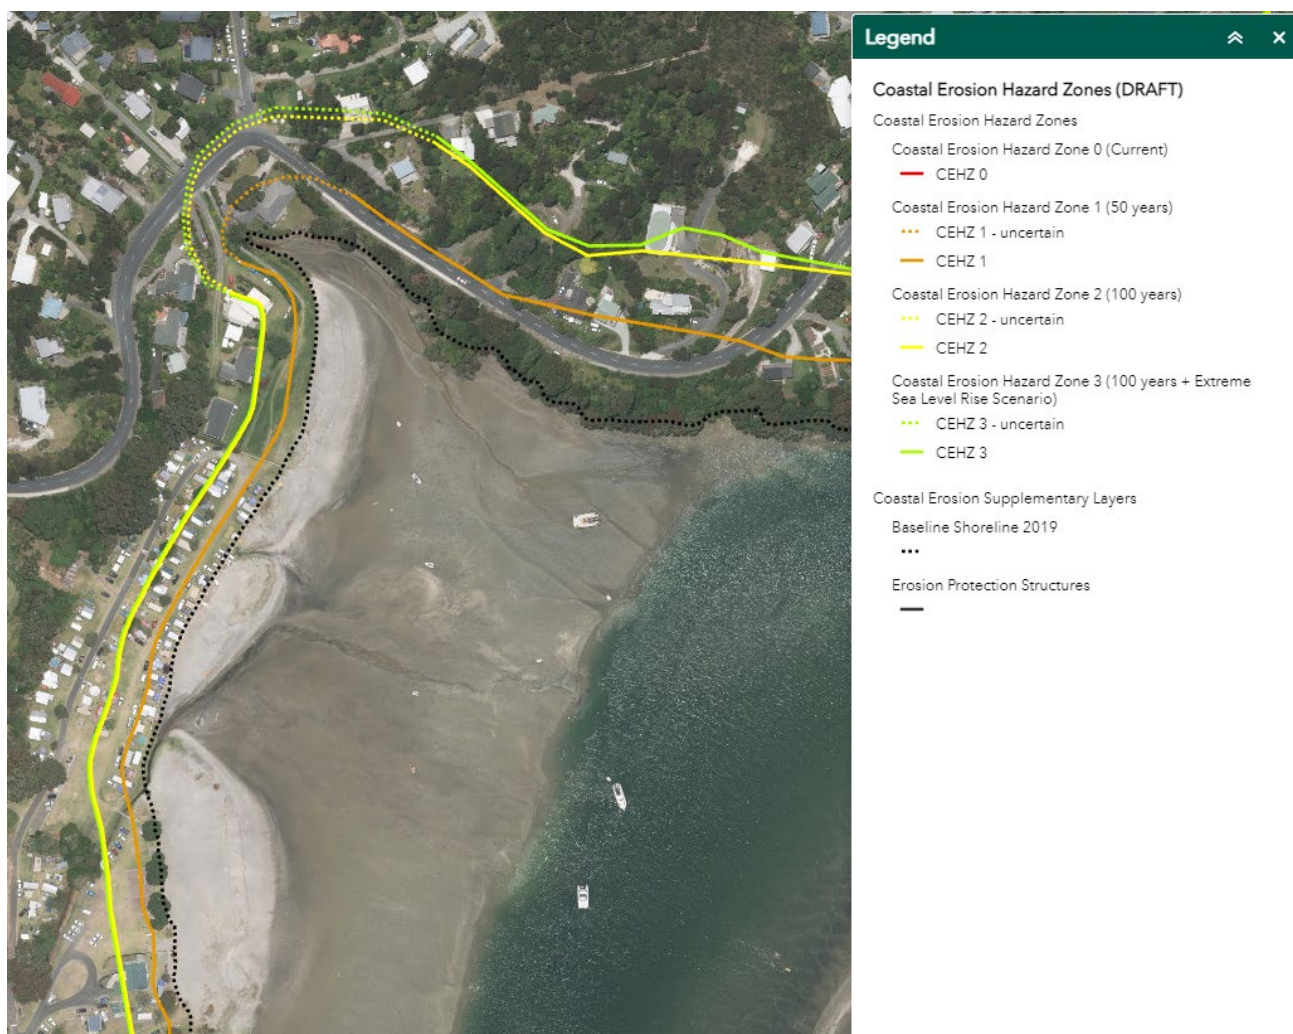 Legend
Coastal Erosion Hazard Zones (DRAFT)
Coastal Erosion Hazard Zones
Coastal Erosion Hazard Zone 0 (Current)
CEHZ 0
Coastal Erosion Hazard Zone 1 (50 years)
CEHZ 1 - uncertain
CEHZ 1
Coastal Erosion Hazard Zone 2 (100 years)
CEHZ 2 - uncertain
CEHZ 2
Coastal Erosion Hazard Zone 3 (100 years + Extreme
Sea Level Rise Scenario)
CEHZ 3 - uncertain
CEHZ 3
Coastal Erosion Supplementary Layers
Baseline Shoreline 2019
Erosion Protection Structures